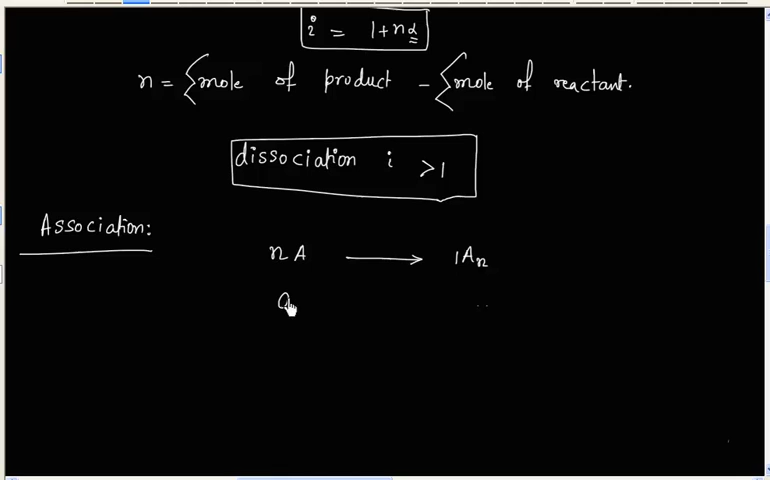 i = 1+nα
n = Σmole of product - Σmole of reactant.
dissociation i >1
Association:
nA ⟶ 1Aₙ